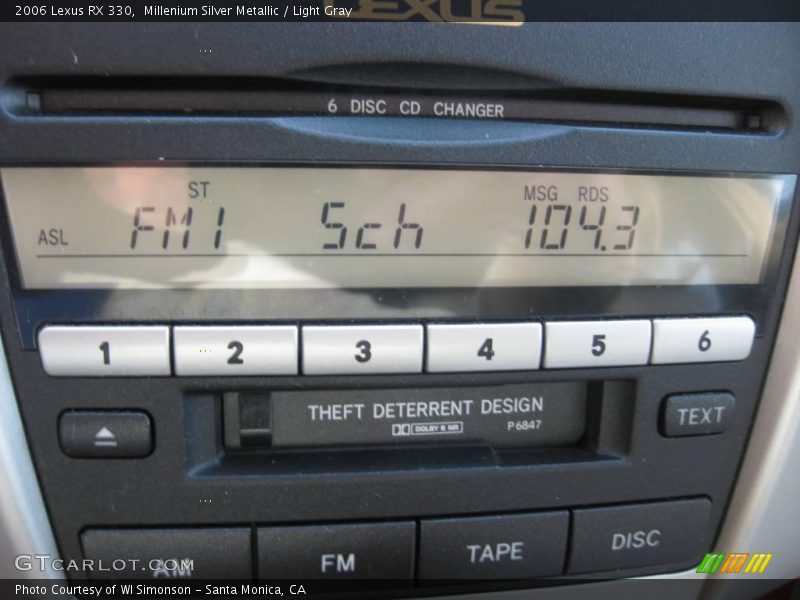 2006 Lexus RX 330,  Millenium Silver Metallic / Light Gray
LEXUS
6 DISC CD CHANGER
ST MSG RDS
ASL FM1 5ch 104.3
1 2 3 4 5 6
THEFT DETERRENT DESIGN
DOLBY B NR P6847
TEXT
AM FM TAPE DISC
GTCARLOT.COM
Photo Courtesy of WI Simonson - Santa Monica, CA